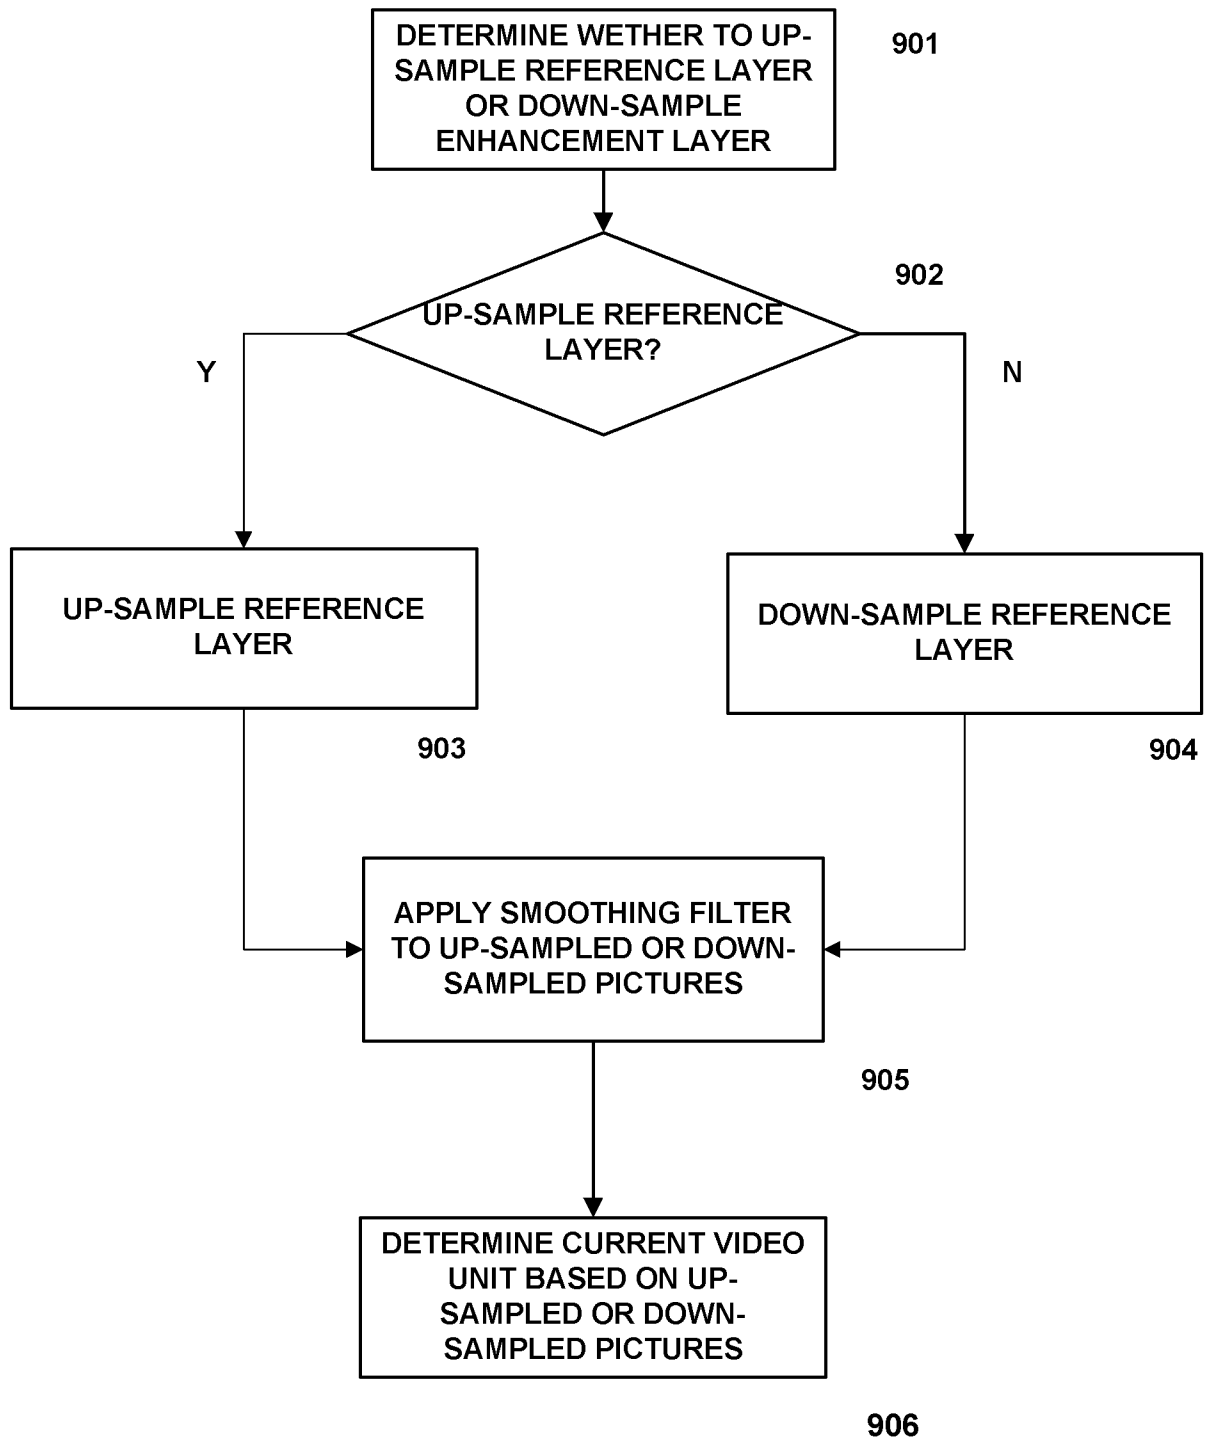 DETERMINE WETHER TO UP-
SAMPLE REFERENCE LAYER
OR DOWN-SAMPLE
ENHANCEMENT LAYER
901
902
UP-SAMPLE REFERENCE
LAYER?
Y
N
UP-SAMPLE REFERENCE
LAYER
DOWN-SAMPLE REFERENCE
LAYER
903
904
APPLY SMOOTHING FILTER
TO UP-SAMPLED OR DOWN-
SAMPLED PICTURES
905
DETERMINE CURRENT VIDEO
UNIT BASED ON UP-
SAMPLED OR DOWN-
SAMPLED PICTURES
906